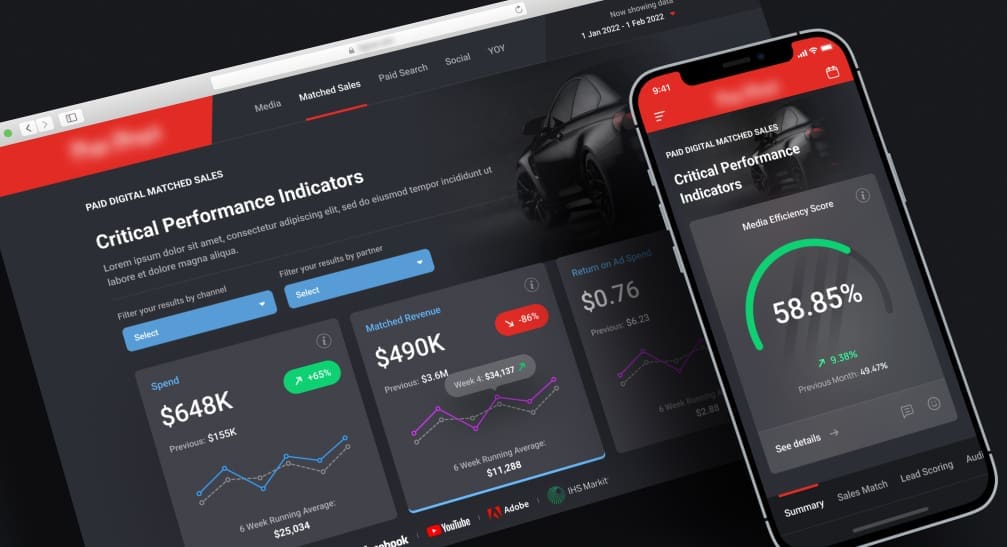 Now showing data
1 Jan 2022 - 1 Feb 2022
Media
Matched Sales
Paid Search
Social
YOY
PAID DIGITAL MATCHED SALES
Critical Performance Indicators
Lorem ipsum dolor sit amet, consectetur adipiscing elit, sed do eiusmod tempor incididunt ut
labore et dolore magna aliqua.
Filter your results by channel
Select
Filter your results by partner
Select
Spend
$648K
+65%
Previous: $155K
6 Week Running Average:
$25,034
Matched Revenue
$490K
-86%
Previous: $3.6M
Week 4: $34,137
6 Week Running Average:
$11,288
Return on Ad Spend
$0.76
Previous: $6.23
6 Week Running
$2.88
YouTube
Adobe
IHS Markit
9:41
PAID DIGITAL MATCHED SALES
Critical Performance
Indicators
Media Efficiency Score
58.85%
9.38%
Previous Month: 49.47%
See details
Summary
Sales Match
Lead Scoring